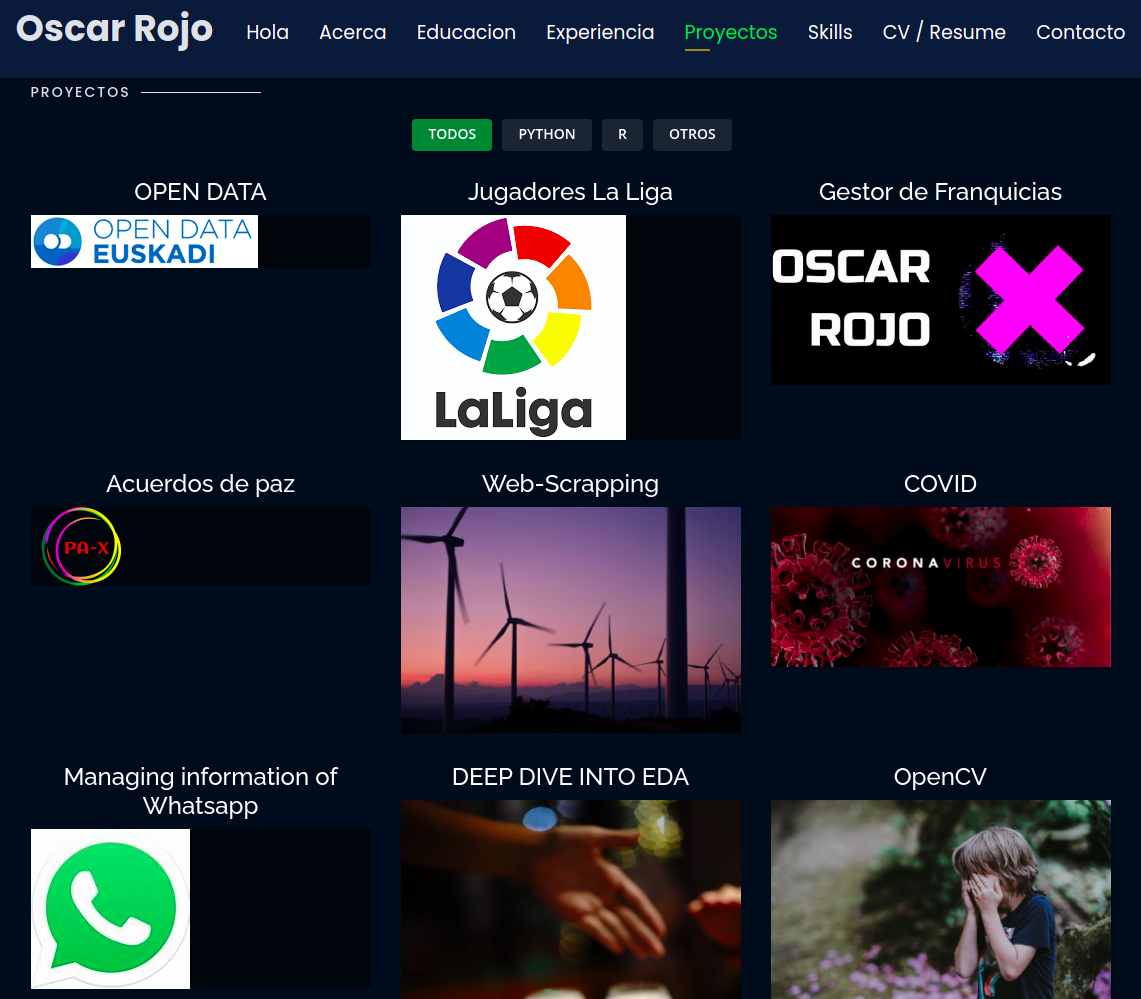 Oscar Rojo
Hola
Acerca
Educacion
Experiencia
Proyectos
Skills
CV / Resume
Contacto
PROYECTOS
TODOS
PYTHON
R
OTROS
OPEN DATA
OPEN DATA
EUSKADI
Jugadores La Liga
LaLiga
Gestor de Franquicias
OSCAR
ROJO
Acuerdos de paz
PA-X
Web-Scrapping
COVID
CORONAVIRUS
Managing information of
Whatsapp
DEEP DIVE INTO EDA
OpenCV